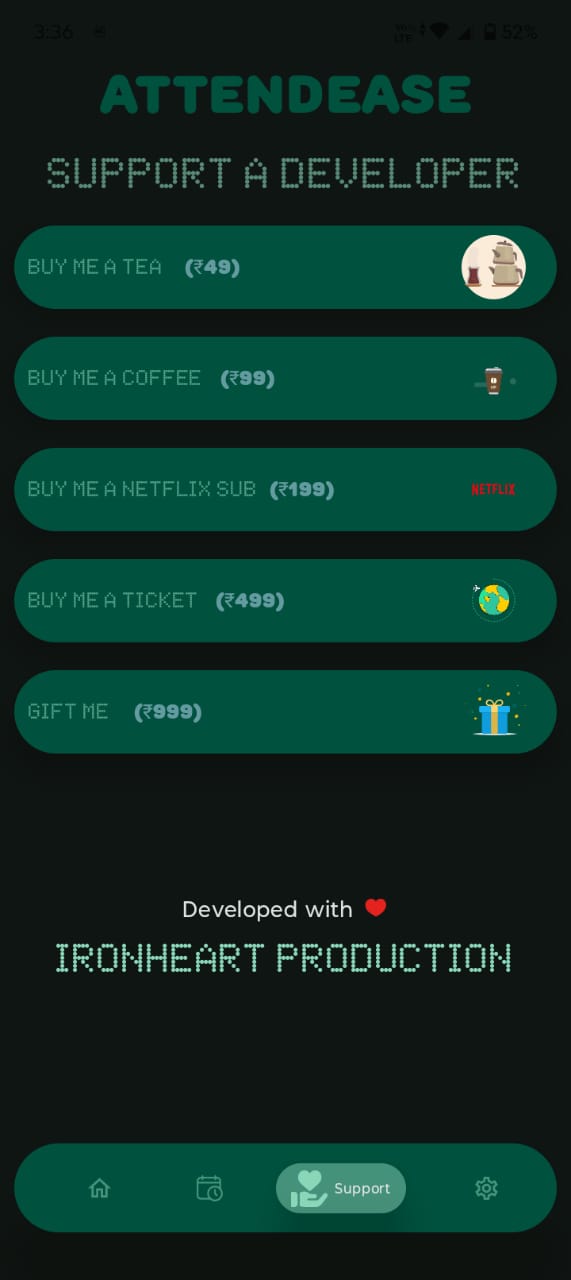 3:36
LTE
52%
ATTENDEASE
SUPPORT A DEVELOPER
BUY ME A TEA (₹49)
BUY ME A COFFEE (₹99)
BUY ME A NETFLIX SUB (₹199)
NETFLIX
BUY ME A TICKET (₹499)
GIFT ME (₹999)
Developed with ❤
IRONHEART PRODUCTION
Support